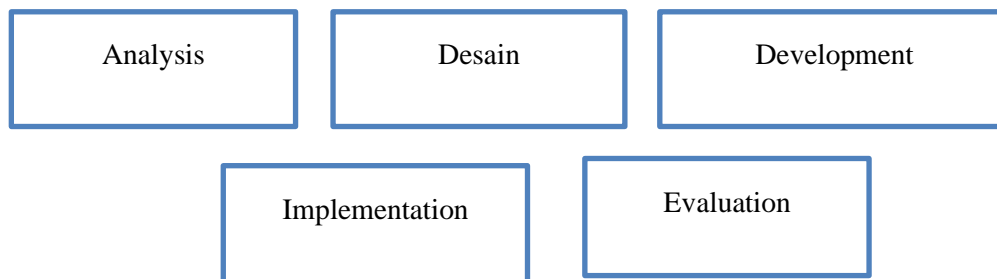 Analysis
Desain
Development
Implementation
Evaluation